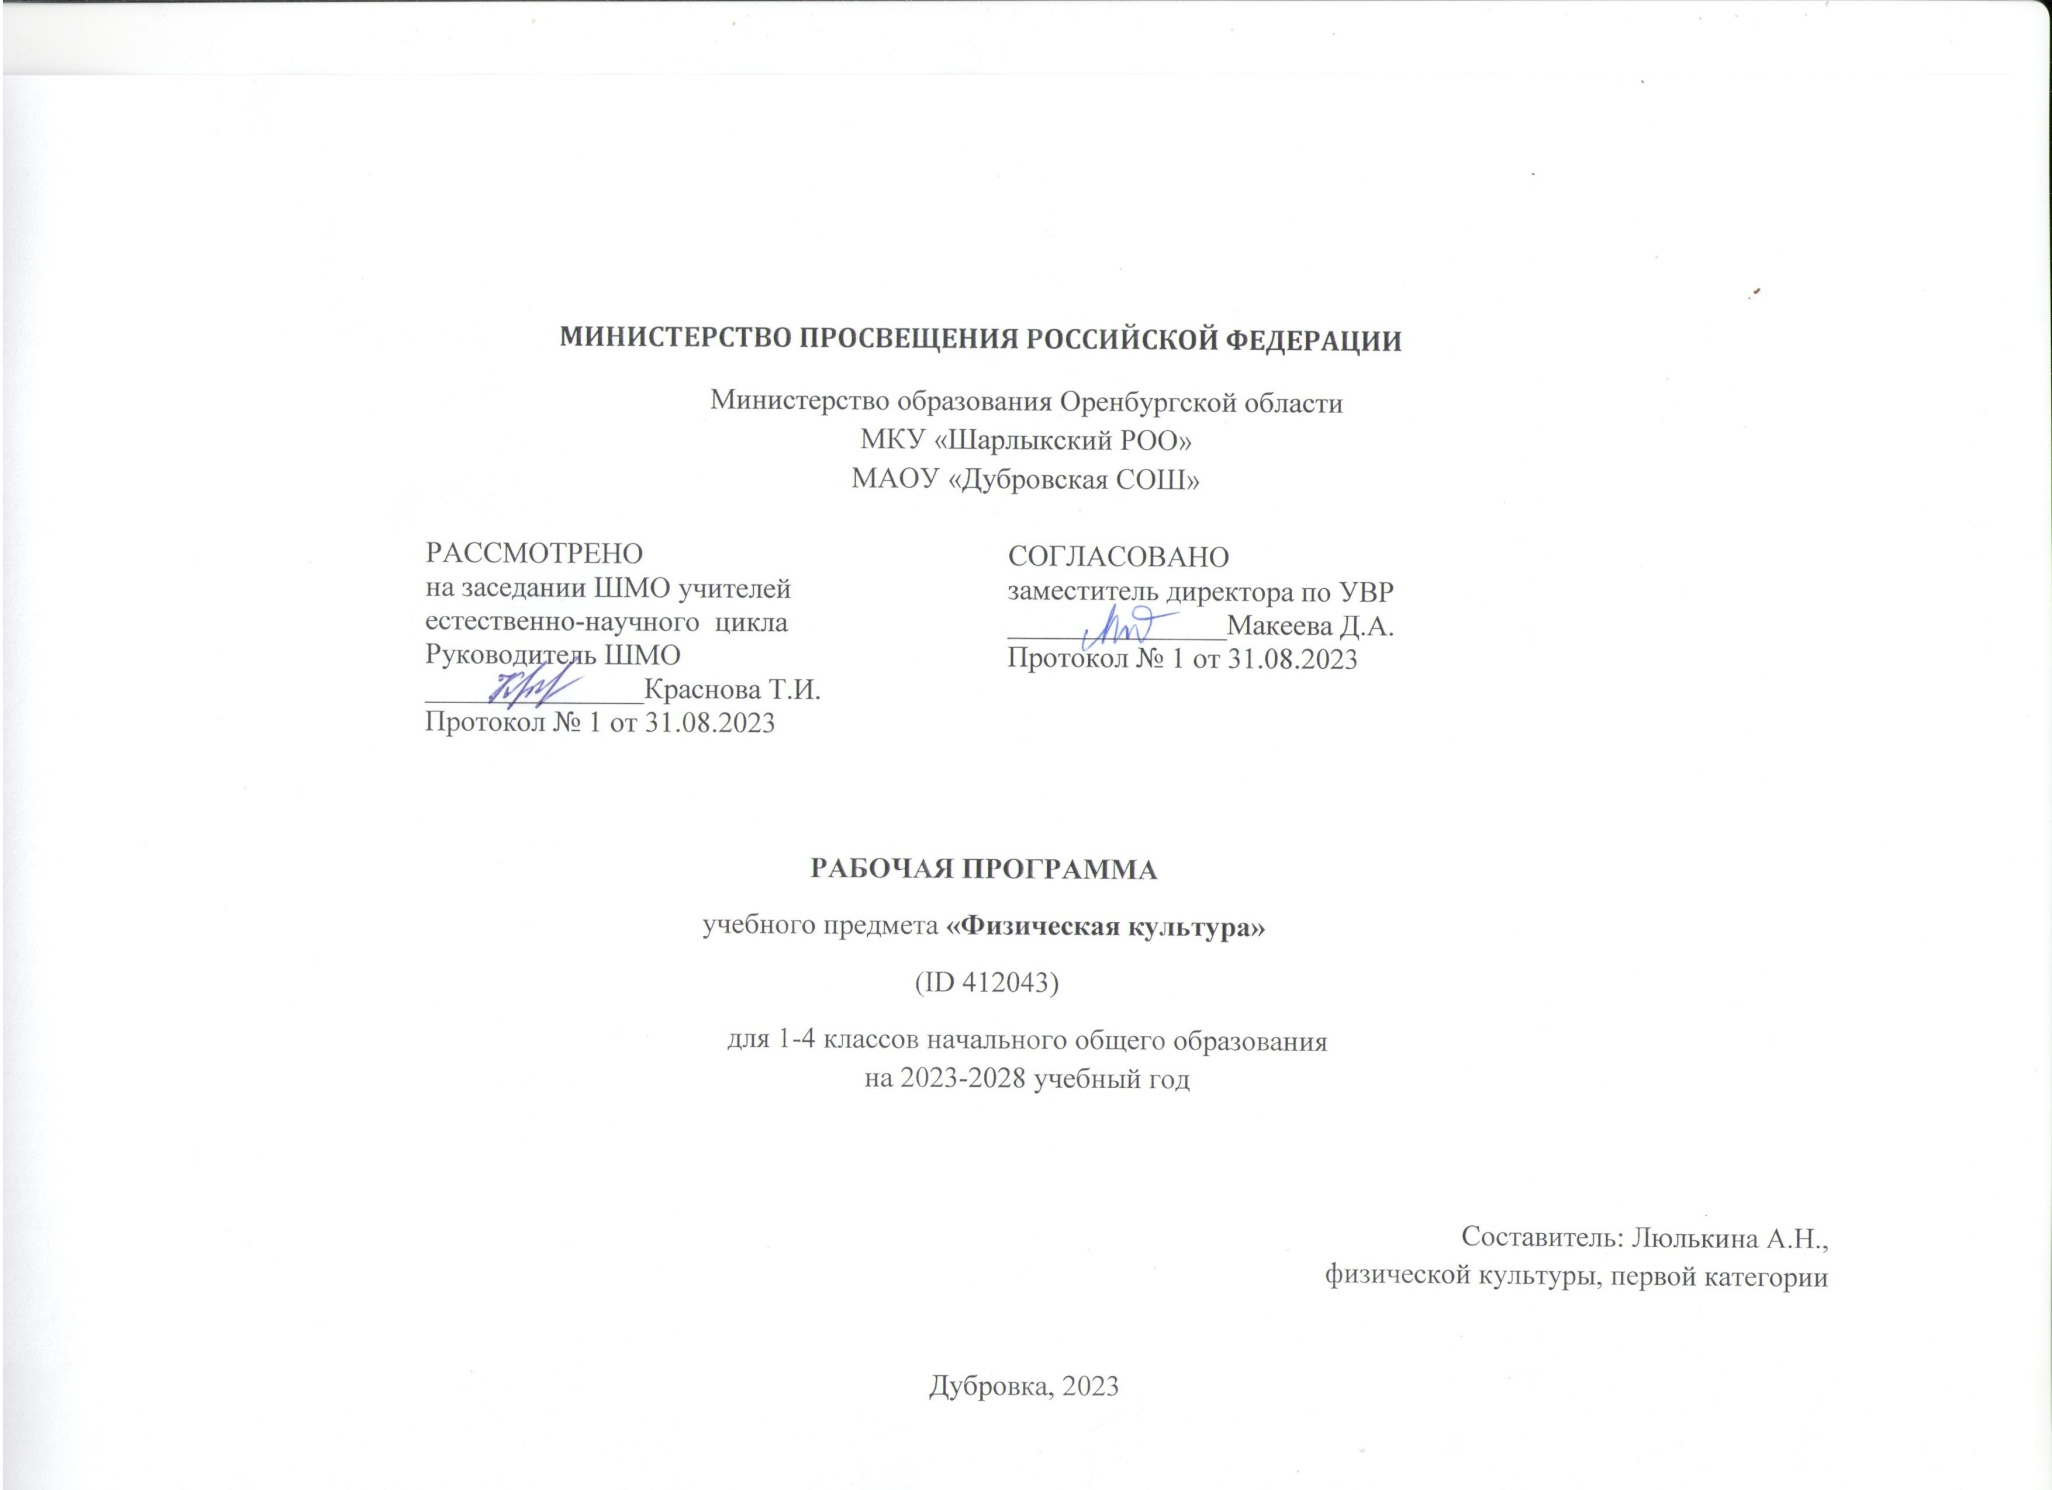 МИНИСТЕРСТВО ПРОСВЕЩЕНИЯ РОССИЙСКОЙ ФЕДЕРАЦИИ
Министерство образования Оренбургской области
МКУ «Шарлыкский РОО»
МАОУ «Дубровская СОШ»
РАССМОТРЕНО
на заседании ШМО учителей
естественно-научного цикла
Руководитель ШМО
________________Краснова Т.И.
Протокол № 1 от 31.08.2023
СОГЛАСОВАНО
заместитель директора по УВР
________________Макеева Д.А.
Протокол № 1 от 31.08.2023
РАБОЧАЯ ПРОГРАММА
учебного предмета «Физическая культура»
(ID 412043)
для 1-4 классов начального общего образования
на 2023-2028 учебный год
Составитель: Люлькина А.Н.,
физической культуры, первой категории
Дубровка, 2023